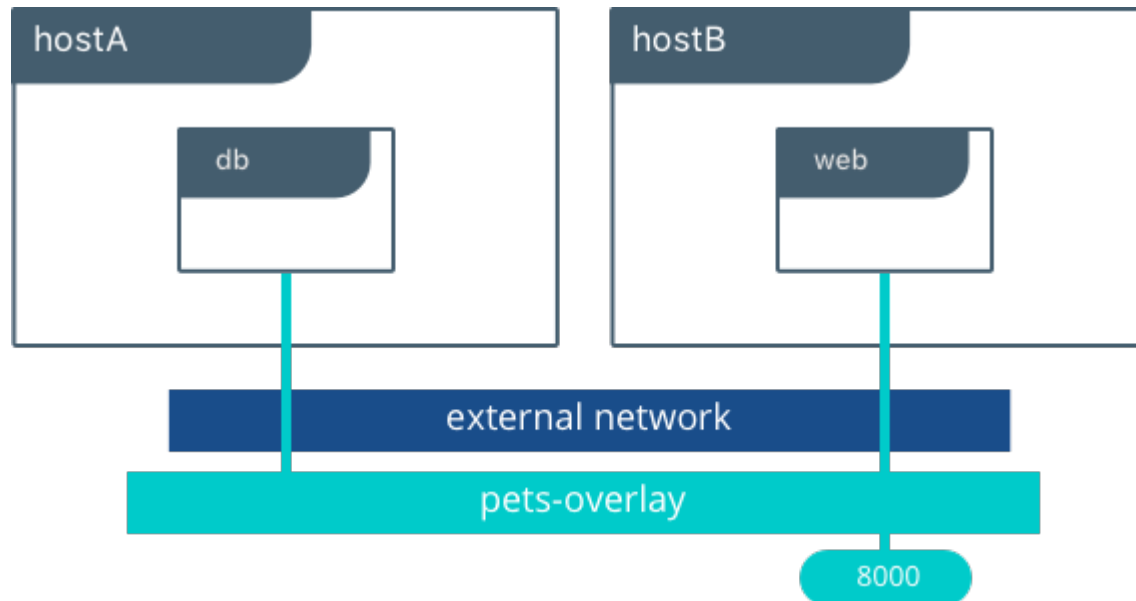 hostA
hostB
db
web
external network
pets-overlay
8000